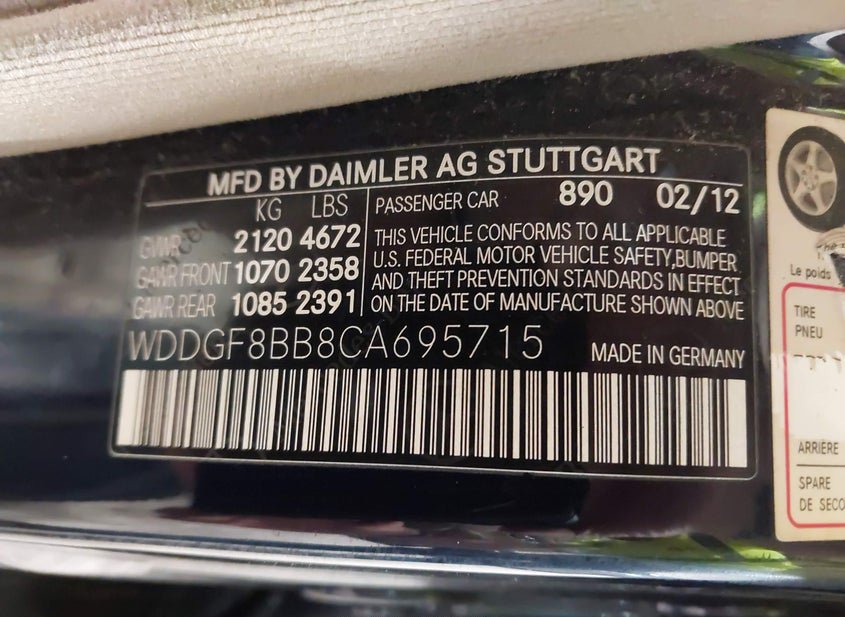 MFD BY DAIMLER AG STUTTGART
KG LBS
GVWR 2120 4672
GAWR FRONT 1070 2358
GAWR REAR 1085 2391
PASSENGER CAR 890 02/12
THIS VEHICLE CONFORMS TO ALL APPLICABLE
U.S. FEDERAL MOTOR VEHICLE SAFETY,BUMPER
AND THEFT PREVENTION STANDARDS IN EFFECT
ON THE DATE OF MANUFACTURE SHOWN ABOVE
WDDGF8BB8CA695715 MADE IN GERMANY
Le poids
TIRE
PNEU
ARRIÈRE
SPARE
DE SECO